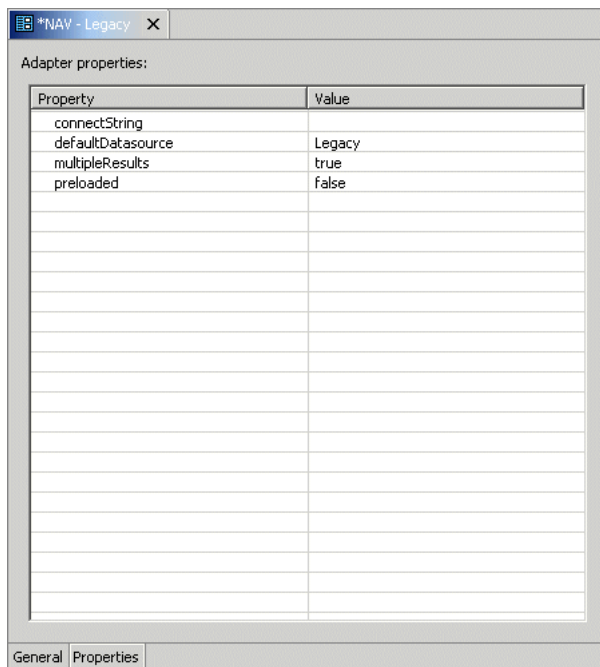 *NAV - Legacy
Adapter properties:
Property Value
connectString
defaultDatasource Legacy
multipleResults true
preloaded false
General Properties